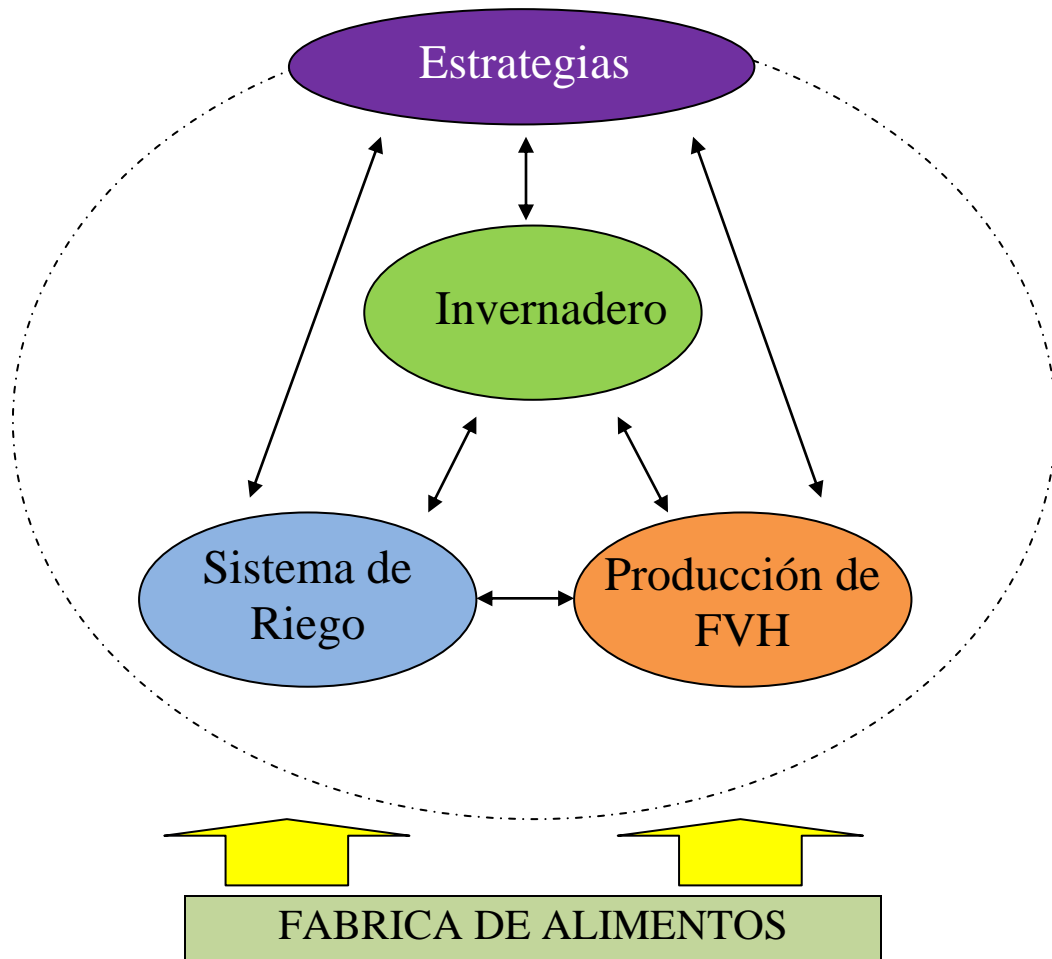 Estrategias
Invernadero
Sistema de
Riego
Producción de
FVH
FABRICA DE ALIMENTOS